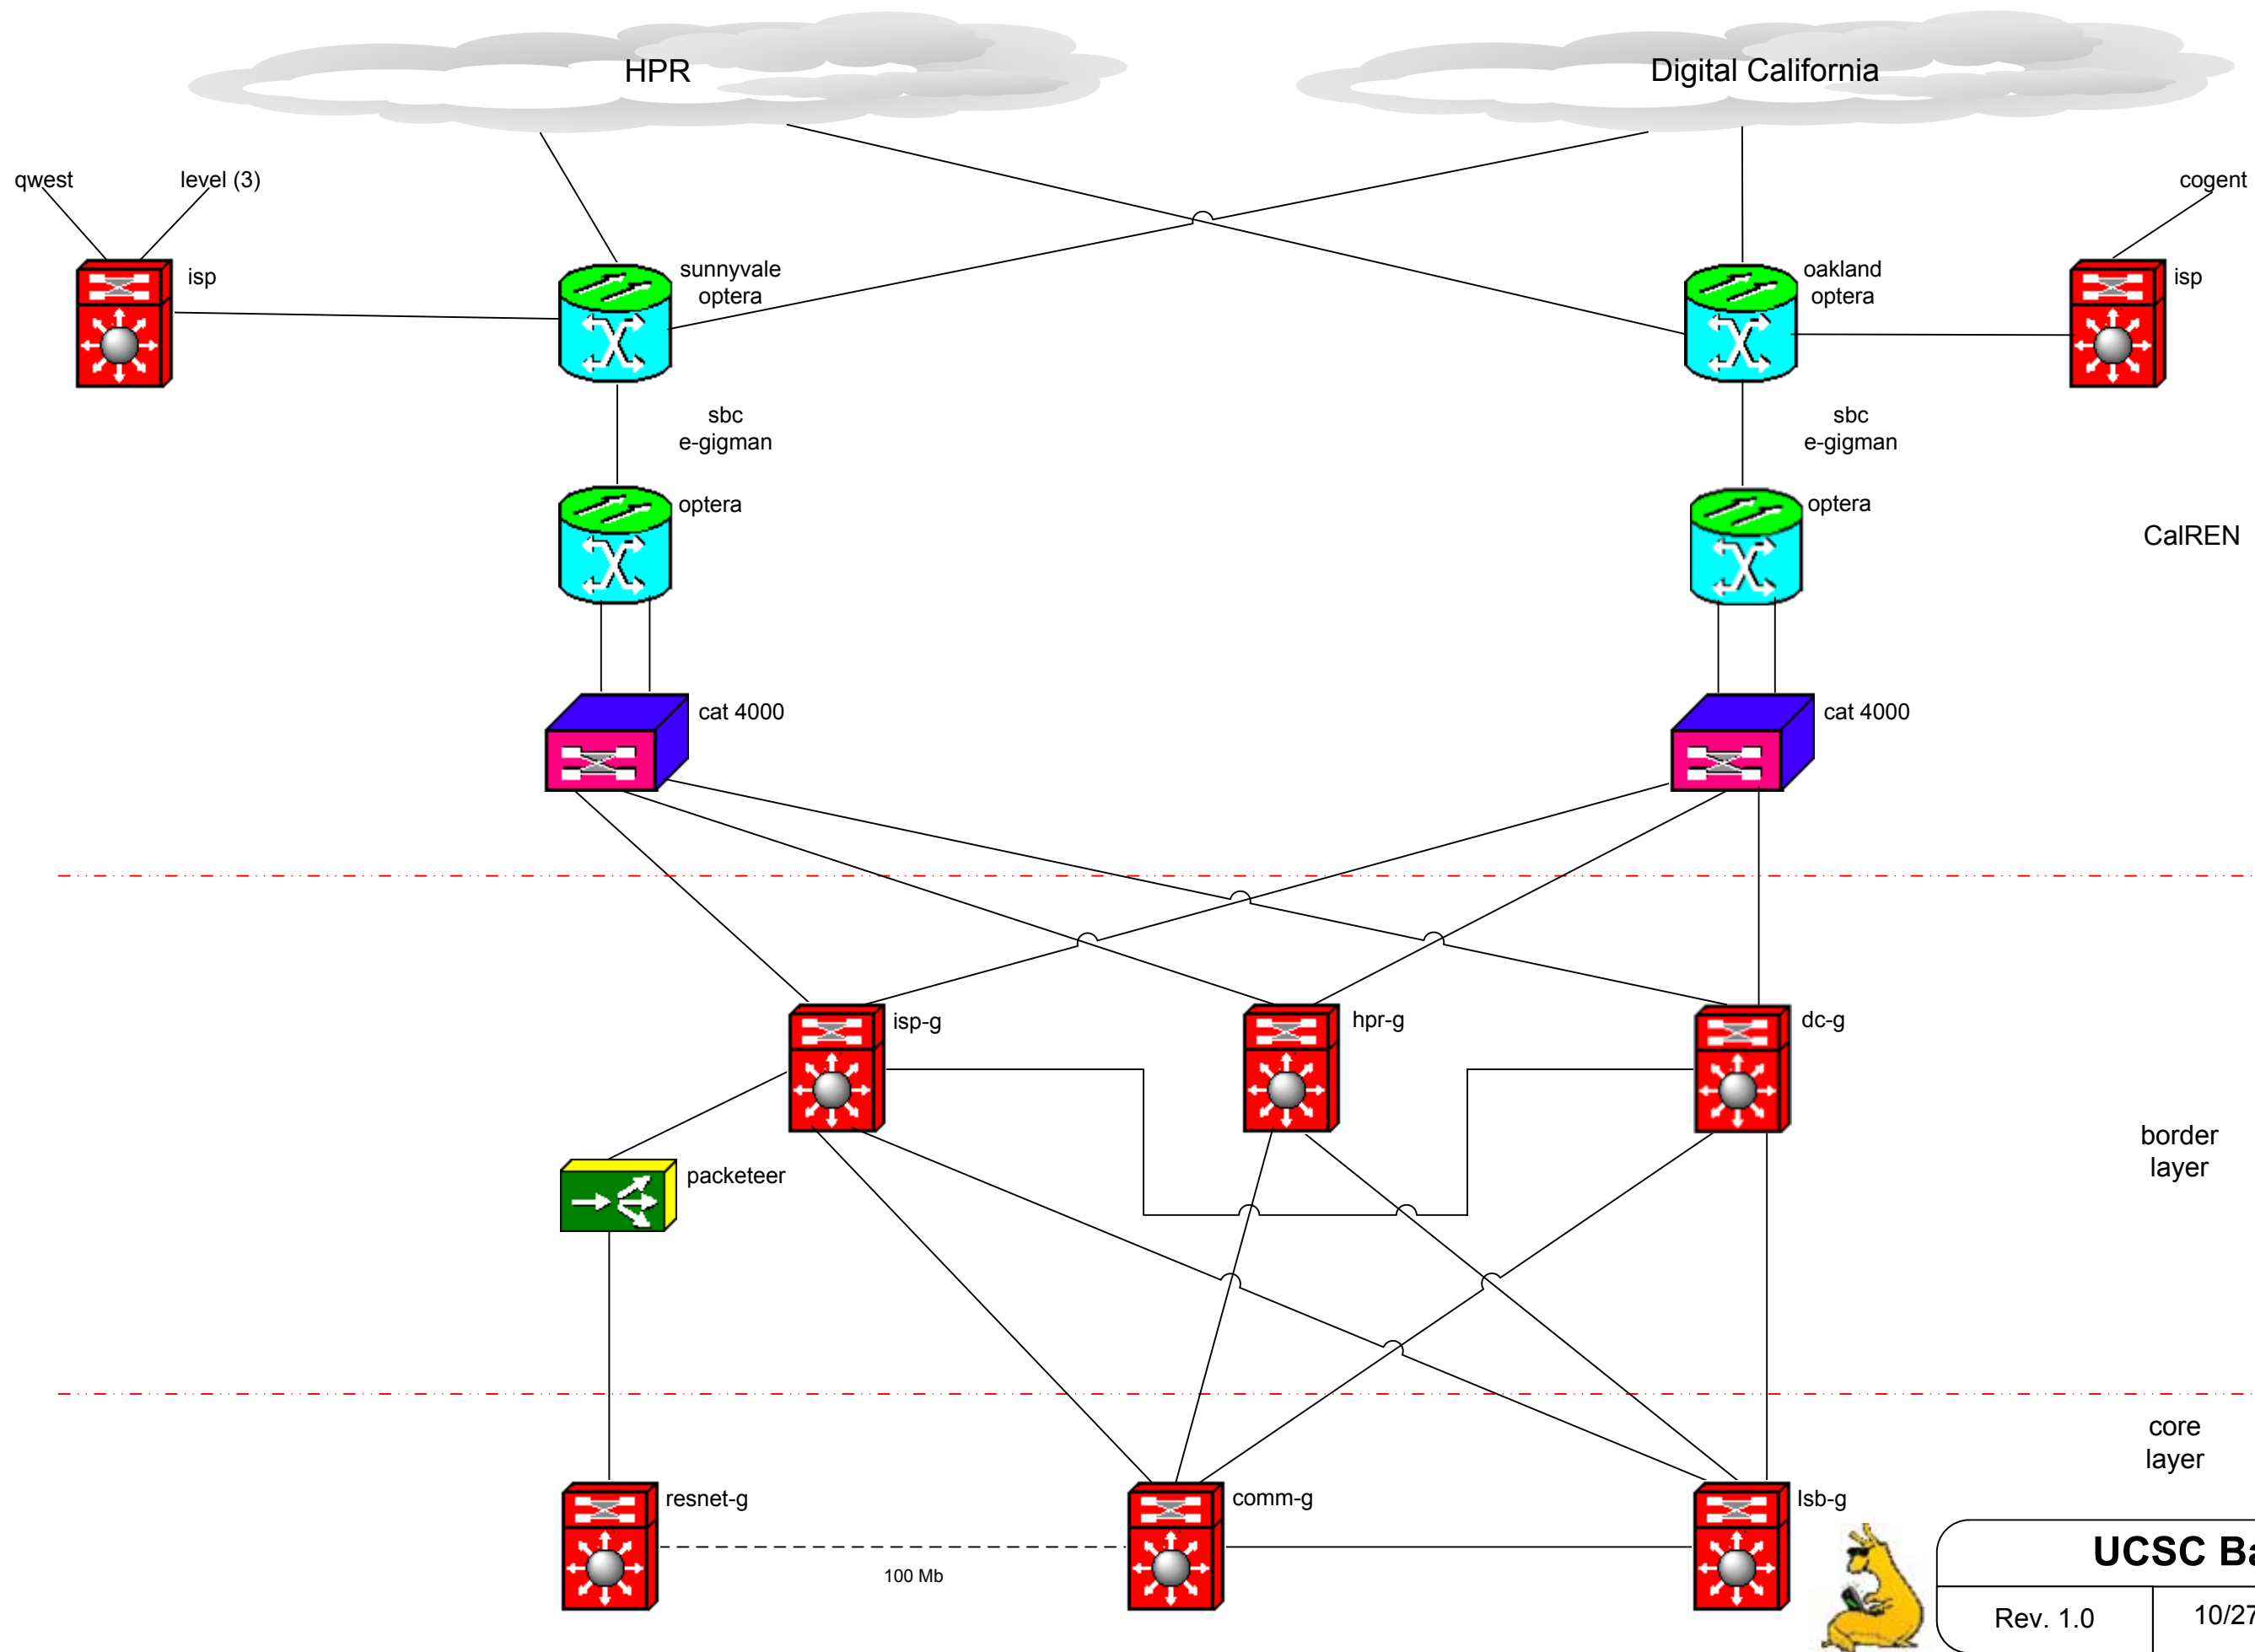 HPR
Digital California
qwest
level (3)
cogent
isp
sunnyvale
optera
oakland
optera
isp
sbc
e-gigman
sbc
e-gigman
optera
optera
CalREN
cat 4000
cat 4000
isp-g
hpr-g
dc-g
border
layer
packeteer
core
layer
resnet-g
comm-g
lsb-g
100 Mb
UCSC Ba
Rev. 1.0
10/27